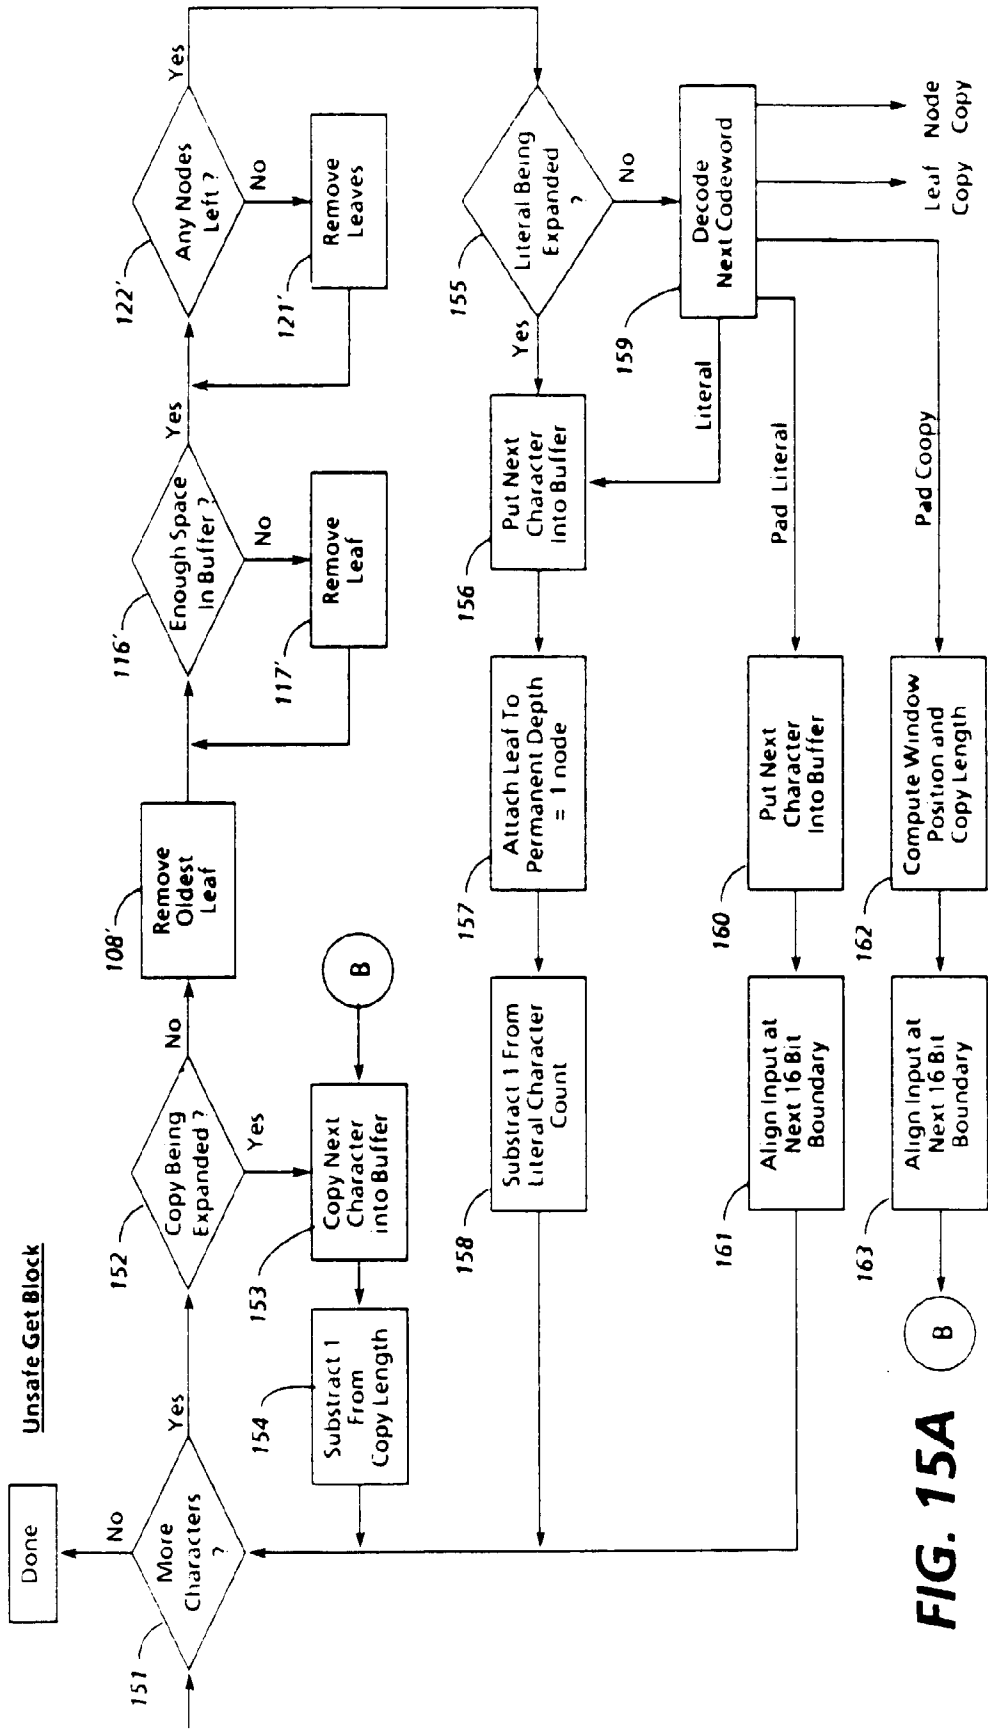 Unsafe Get Block
Done
No
151
More
Characters
?
Yes
152
Copy Being
Expanded ?
No
Yes
108'
Remove
Oldest
Leaf
116'
Enough Space
In Buffer ?
Yes
No
117'
Remove
Leaf
122'
Any Nodes
Left ?
Yes
No
121'
Remove
Leaves
B
153
Copy Next
Character
into Buffer
154
Substract 1
From
Copy Length
155
Literal Being
Expanded
?
Yes
No
156
Put Next
Character
Into Buffer
157
Attach Leaf To
Permanent Depth
= 1 node
158
Substract 1 From
Literal Character
Count
159
Decode
Next Codeword
Literal
Pad Literal
Pad Coopy
Leaf
Copy
Node
Copy
160
Put Next
Character
Into Buffer
161
Align Input at
Next 16 Bit
Boundary
162
Compute Window
Position and
Copy Length
163
Align Input at
Next 16 Bit
Boundary
B
FIG. 15A